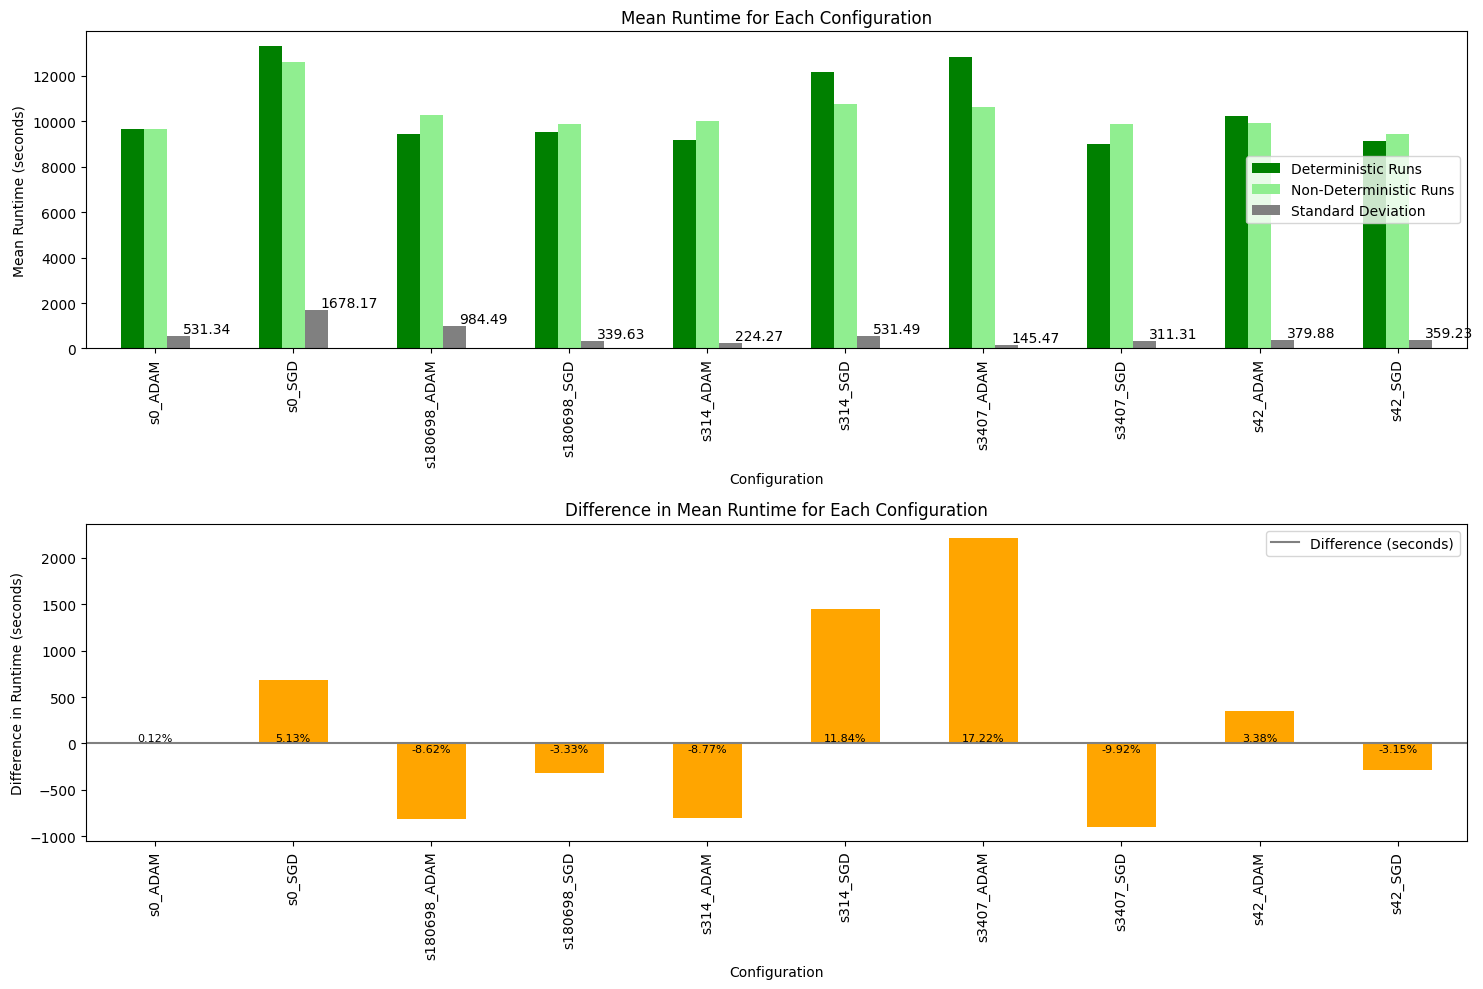 Mean Runtime for Each Configuration
Mean Runtime (seconds)
12000
10000
8000
6000
4000
2000
0
Deterministic Runs
Non-Deterministic Runs
Standard Deviation
531.34
1678.17
984.49
339.63
224.27
531.49
145.47
311.31
379.88
359.23
s0_ADAM
s0_SGD
s180698_ADAM
s180698_SGD
s314_ADAM
s314_SGD
s3407_ADAM
s3407_SGD
s42_ADAM
s42_SGD
Configuration
Difference in Mean Runtime for Each Configuration
Difference in Runtime (seconds)
2000
1500
1000
500
0
−500
−1000
Difference (seconds)
0.12%
5.13%
-8.62%
-3.33%
-8.77%
11.84%
17.22%
-9.92%
3.38%
-3.15%
s0_ADAM
s0_SGD
s180698_ADAM
s180698_SGD
s314_ADAM
s314_SGD
s3407_ADAM
s3407_SGD
s42_ADAM
s42_SGD
Configuration